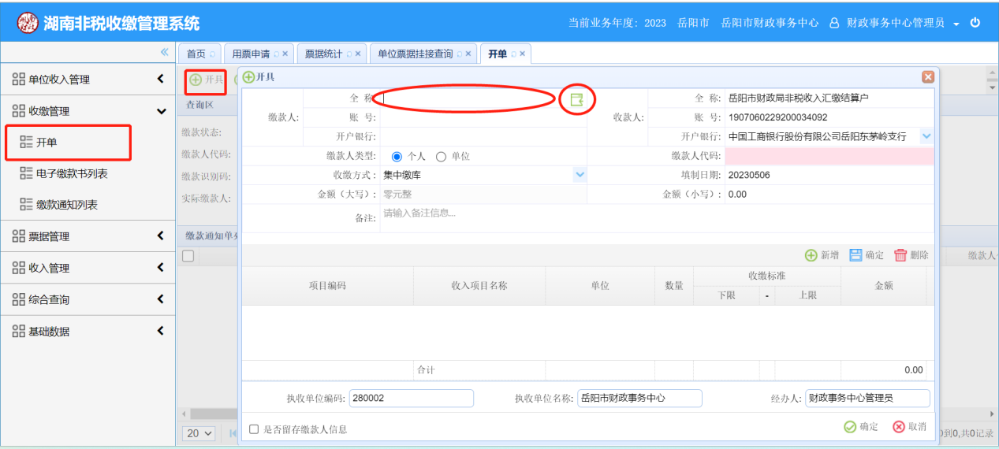 湖南非税收缴管理系统
当前业务年度: 2023 岳阳市 岳阳市财政事务中心 财政事务中心管理员
首页 用票申请 票据统计 单位票据挂接查询 开单
单位收入管理
收缴管理
开单
电子缴款书列表
缴款通知列表
票据管理
收入管理
综合查询
基础数据
开具
查询区
缴款状态:
缴款人代码:
缴款识别码:
实际缴款人:
缴款通知单
缴款人
20
开具
缴款人:
全 称
账 号:
开户银行:
收款人:
全 称: 岳阳市财政局非税收入汇缴结算户
账 号: 1907060229200034092
开户银行: 中国工商银行股份有限公司岳阳东茅岭支行
缴款人类型: 个人 单位 缴款人代码:
收缴方式: 集中缴库 填制日期: 20230506
金额（大写）: 零元整 金额（小写）: 0.00
备注: 请输入备注信息...
新增 确定 删除
项目编码 收入项目名称 单位 数量 收缴标准 金额
下限 - 上限
合计 0.00
执收单位编码: 280002 执收单位名称: 岳阳市财政事务中心 经办人: 财政事务中心管理员
是否留存缴款人信息 确定 取消
到0,共0记录